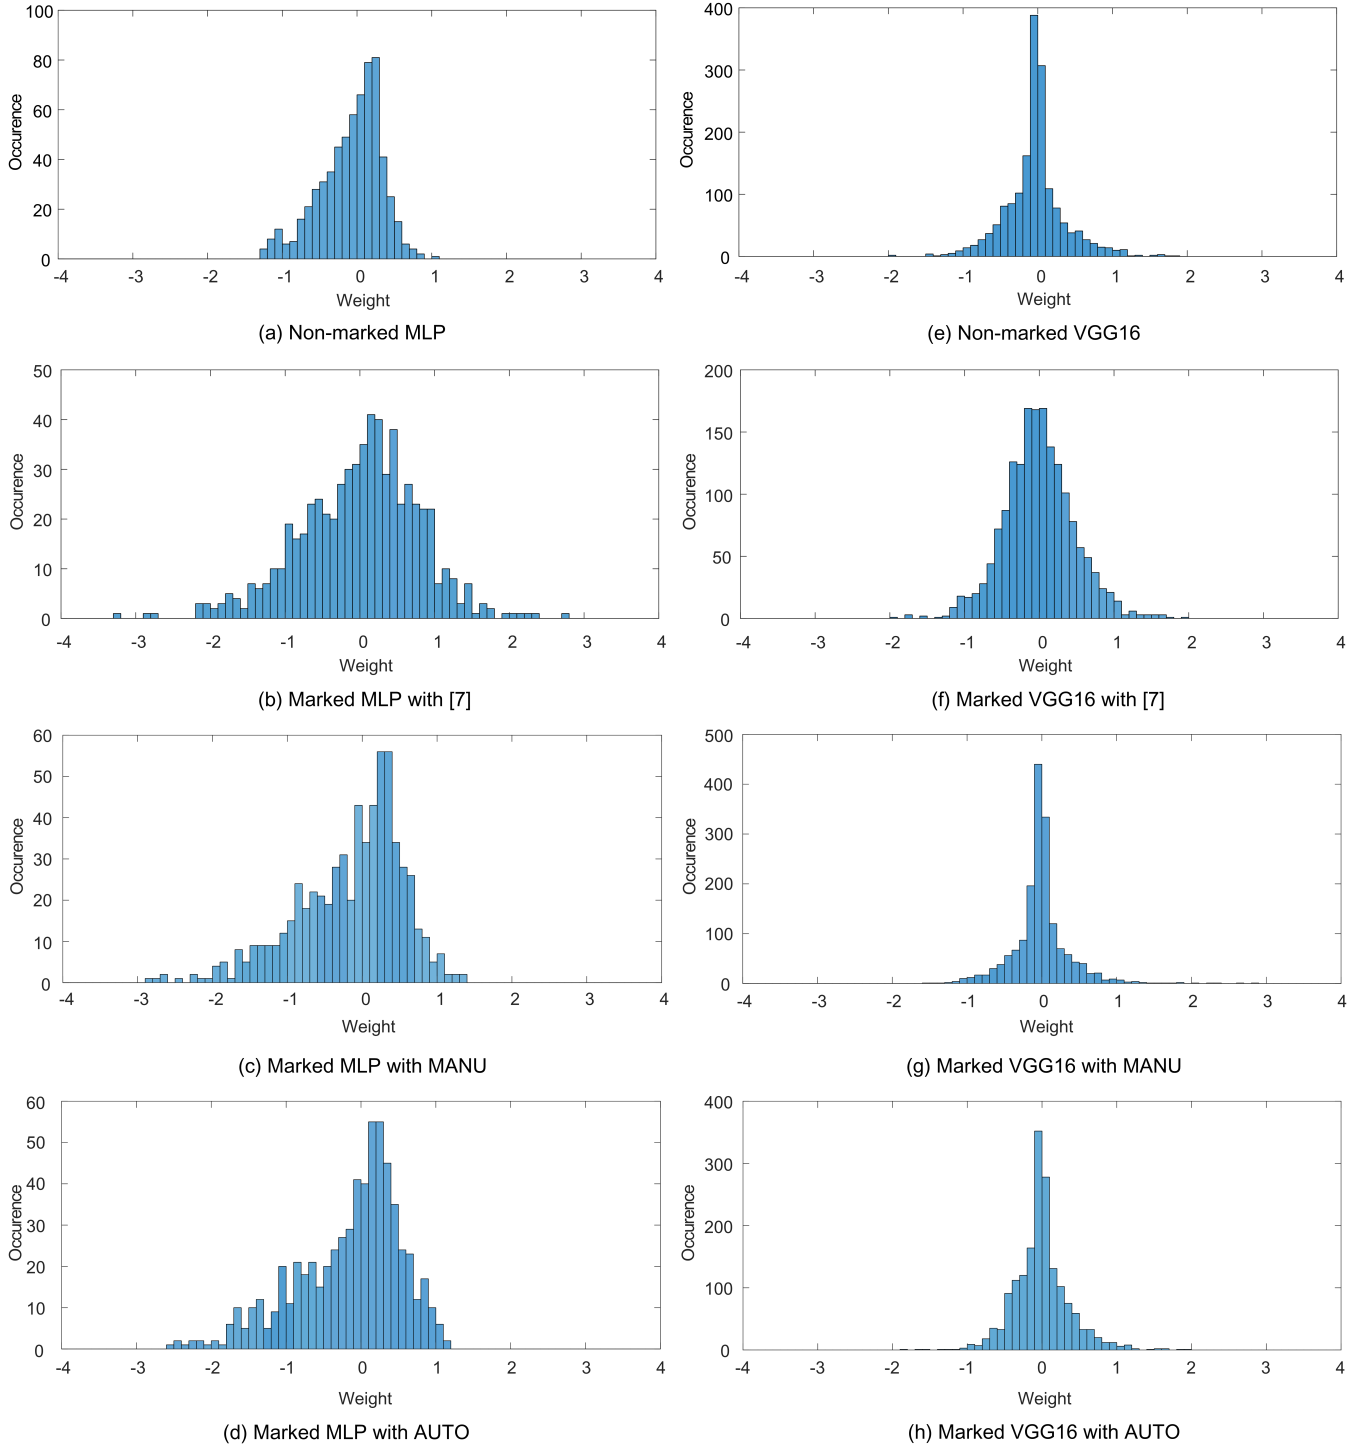 100
80
60
40
20
0
Occurence
-4 -3 -2 -1 0 1 2 3 4
Weight
(a) Non-marked MLP
400
300
200
100
0
Occurence
-4 -3 -2 -1 0 1 2 3 4
Weight
(e) Non-marked VGG16
50
40
30
20
10
0
Occurence
-4 -3 -2 -1 0 1 2 3 4
Weight
(b) Marked MLP with [7]
200
150
100
50
0
Occurence
-4 -3 -2 -1 0 1 2 3 4
Weight
(f) Marked VGG16 with [7]
60
50
40
30
20
10
0
Occurence
-4 -3 -2 -1 0 1 2 3 4
Weight
(c) Marked MLP with MANU
500
400
300
200
100
0
Occurence
-4 -3 -2 -1 0 1 2 3 4
Weight
(g) Marked VGG16 with MANU
60
50
40
30
20
10
0
Occurence
-4 -3 -2 -1 0 1 2 3 4
Weight
(d) Marked MLP with AUTO
400
300
200
100
0
Occurence
-4 -3 -2 -1 0 1 2 3 4
Weight
(h) Marked VGG16 with AUTO